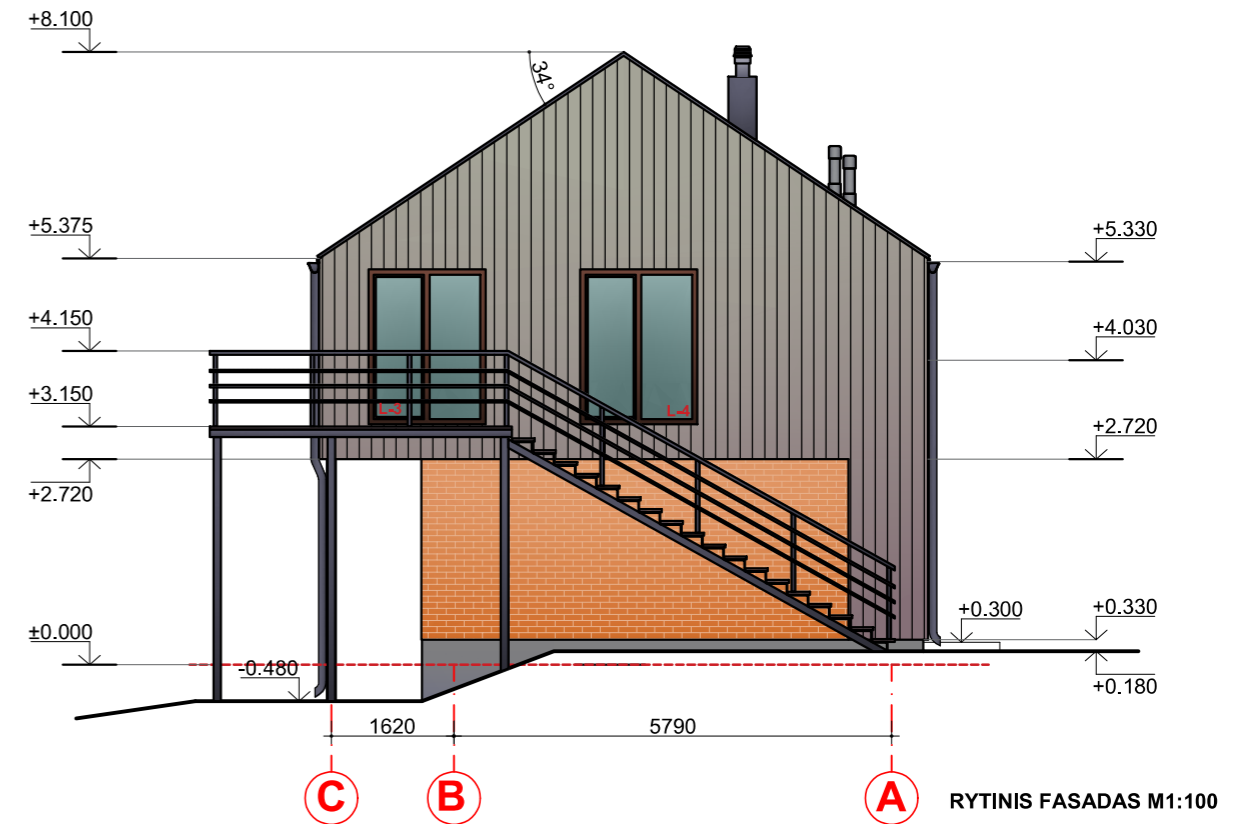 +8.100
34°
+5.375
+5.330
+4.150
+4.030
+3.150
L-3
L-4
+2.720
+2.720
+0.300
+0.330
±0.000
-0.480
+0.180
1620
5790
C
B
A
RYTINIS FASADAS M1:100